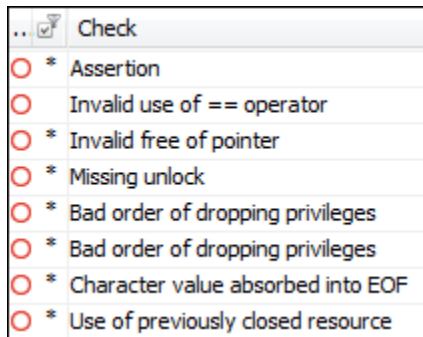 .. Check
* Assertion
Invalid use of == operator
* Invalid free of pointer
* Missing unlock
* Bad order of dropping privileges
* Bad order of dropping privileges
* Character value absorbed into EOF
* Use of previously closed resource